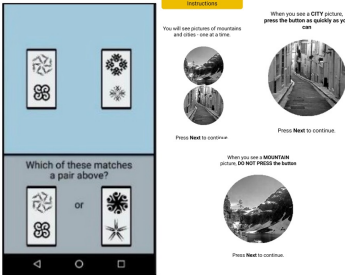 Which of these matches
a pair above?
or
Instructions
You will see pictures of mountains
and cities - one at a time.
Press Next to continue.
When you see a CITY picture,
press the button as quickly as yo
can
Press Next to continue.
When you see a MOUNTAIN
picture, DO NOT PRESS the button
Press Next to continue.